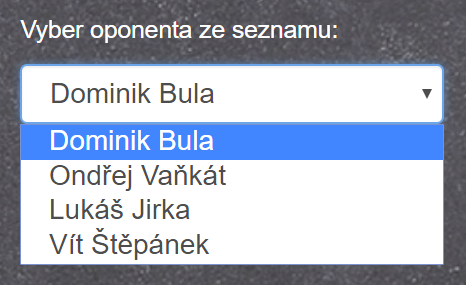 Vyber oponenta ze seznamu:
Dominik Bula
Dominik Bula
Ondřej Vaňkát
Lukáš Jirka
Vít Štěpánek